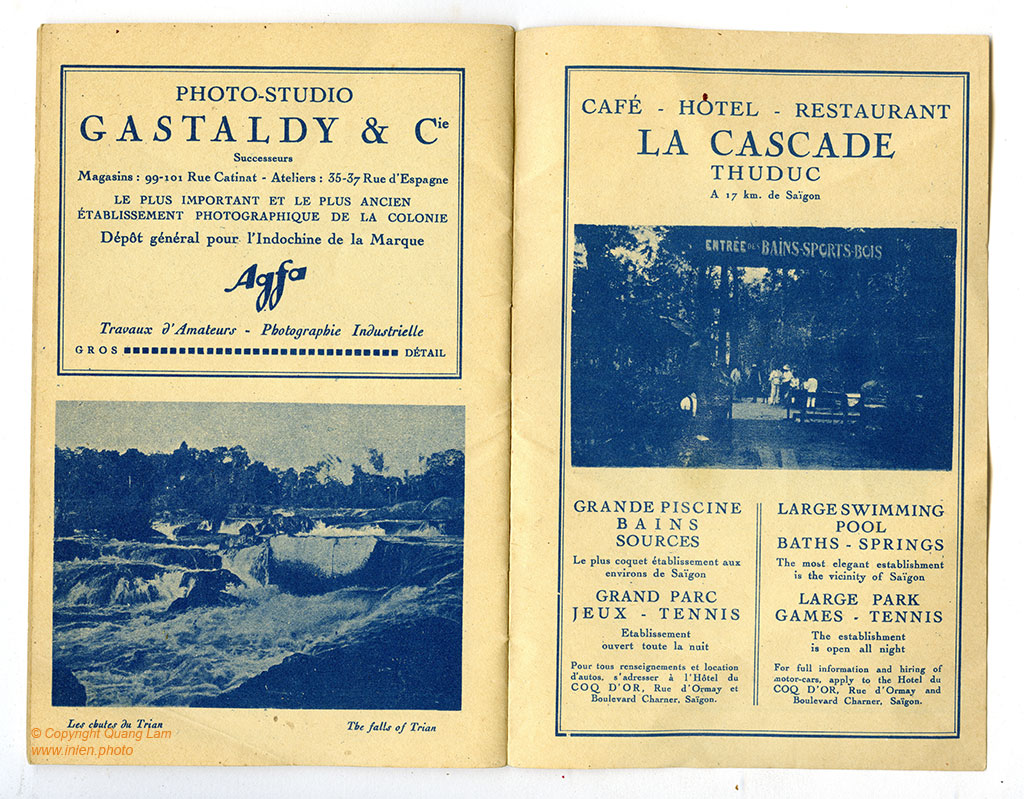 PHOTO-STUDIO
GASTALDY & Cie
Successeurs
Magasins : 99-101 Rue Catinat - Ateliers : 35-37 Rue d'Espagne
LE PLUS IMPORTANT ET LE PLUS ANCIEN
ÉTABLISSEMENT PHOTOGRAPHIQUE DE LA COLONIE
Dépôt général pour l'Indochine de la Marque
Agfa
Travaux d'Amateurs - Photographie Industrielle
GROS DÉTAIL
Les chutes du Trian The falls of Trian
© Copyright Quang Lam
www.inlen.photo
CAFÉ - HÔTEL - RESTAURANT
LA CASCADE
THUDUC
A 17 km. de Saïgon
ENTRÉE DES BAINS-SPORTS-BOIS
GRANDE PISCINE
BAINS
SOURCES
Le plus coquet établissement aux
environs de Saïgon
GRAND PARC
JEUX - TENNIS
Etablissement
ouvert toute la nuit
Pour tous renseignements et location
d'autos, s'adresser à l'Hôtel du
COQ D'OR, Rue d'Ormay et
Boulevard Charner, Saïgon.
LARGE SWIMMING
POOL
BATHS - SPRINGS
The most elegant establishment
is the vicinity of Saïgon
LARGE PARK
GAMES - TENNIS
The establishment
is open all night
For full information and hiring of
motor-cars, apply to the Hotel du
COQ D'OR, Rue d'Ormay and
Boulevard Charner, Saïgon.